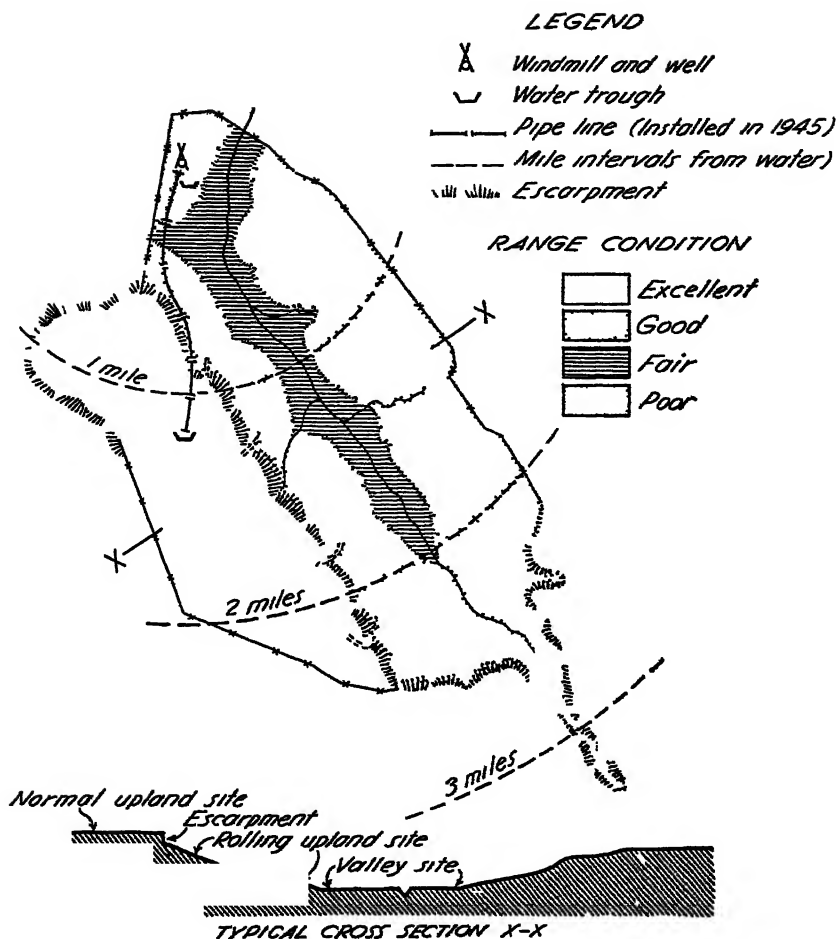 LEGEND
Windmill and well
Water trough
Pipe line (Installed in 1945)
Mile intervals from water)
Escarpment
RANGE CONDITION
Excellent
Good
Fair
Poor
X
1 mile
X
2 miles
3 miles
Normal upland site
Escarpment
Rolling upland site
Valley site
TYPICAL CROSS SECTION X-X